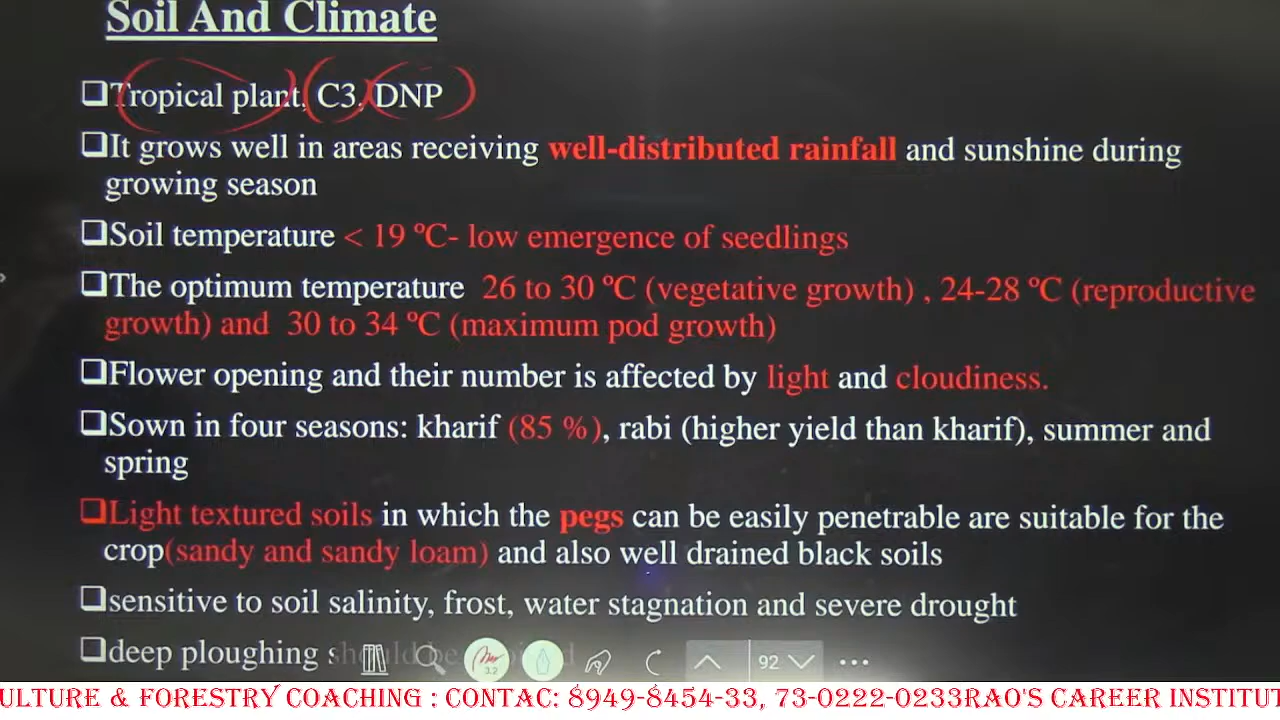 Soil And Climate
❑Tropical plant, C3, DNP
❑It grows well in areas receiving well-distributed rainfall and sunshine during
growing season
❑Soil temperature < 19 ºC- low emergence of seedlings
❑The optimum temperature 26 to 30 ºC (vegetative growth) , 24-28 ºC (reproductive
growth) and 30 to 34 ºC (maximum pod growth)
❑Flower opening and their number is affected by light and cloudiness.
❑Sown in four seasons: kharif (85 %), rabi (higher yield than kharif), summer and
spring
❑Light textured soils in which the pegs can be easily penetrable are suitable for the
crop(sandy and sandy loam) and also well drained black soils
❑sensitive to soil salinity, frost, water stagnation and severe drought
❑deep ploughing should be
3.2
92
ULTURE & FORESTRY COACHING : CONTAC: 8949-8454-33, 73-0222-0233RAO'S CAREER INSTITUT